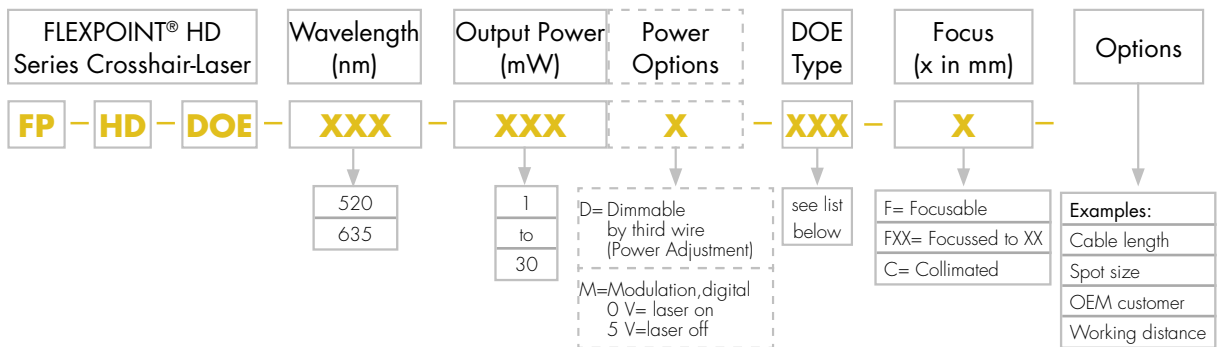 FLEXPOINT® HD
Series Crosshair-Laser
Wavelength
(nm)
Output Power
(mW)
Power
Options
DOE
Type
Focus
(x in mm)
Options
FP – HD – DOE – XXX – XXX X – XXX – X –
520
635
1
to
30
D= Dimmable
by third wire
(Power Adjustment)
M=Modulation,digital
0 V= laser on
5 V=laser off
see list
below
F= Focusable
FXX= Focussed to XX
C= Collimated
Examples:
Cable length
Spot size
OEM customer
Working distance